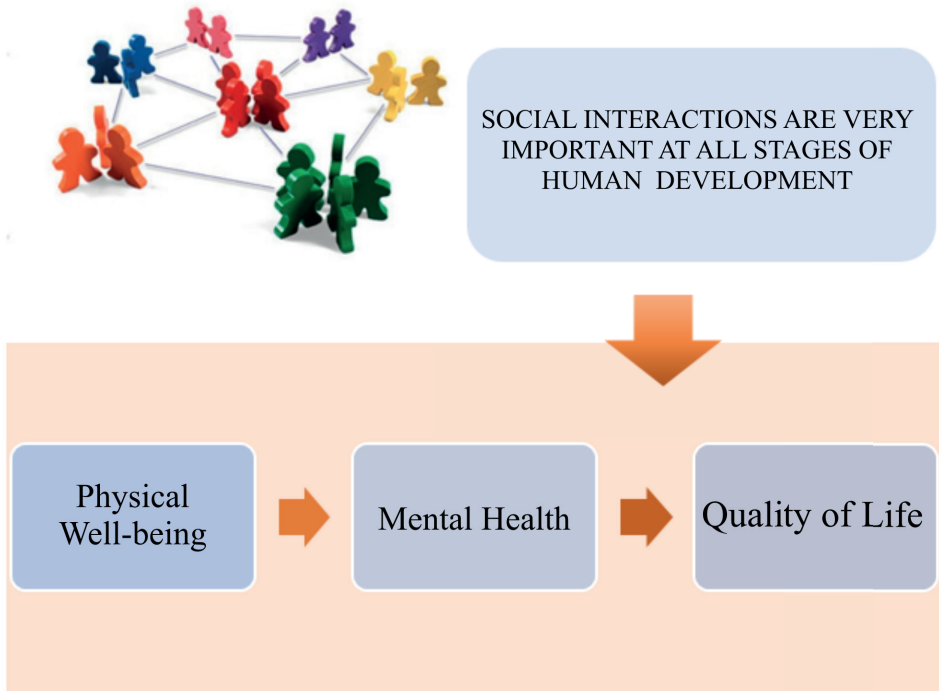 SOCIAL INTERACTIONS ARE VERY
IMPORTANT AT ALL STAGES OF
HUMAN DEVELOPMENT
Physical
Well-being
Mental Health
Quality of Life